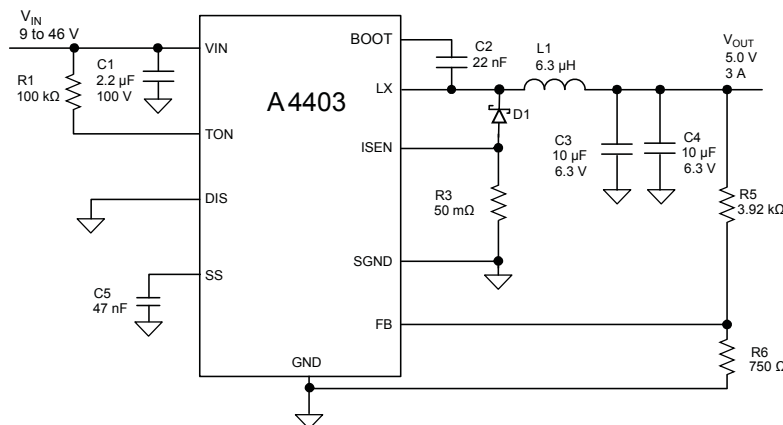 VIN
9 to 46 V
R1
100 kΩ
C1
2.2 µF
100 V
VIN
TON
DIS
SS
C5
47 nF
A4403
GND
BOOT
LX
ISEN
SGND
FB
C2
22 nF
L1
6.3 µH
D1
R3
50 mΩ
C3
10 µF
6.3 V
C4
10 µF
6.3 V
VOUT
5.0 V
3 A
R5
3.92 kΩ
R6
750 Ω